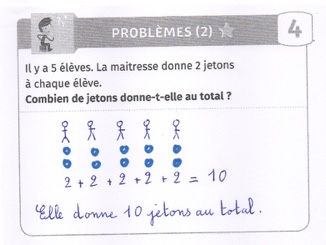 PROBLÈMES (2)
4
Il y a 5 élèves. La maitresse donne 2 jetons
à chaque élève.
Combien de jetons donne-t-elle au total ?
2 + 2 + 2 + 2 + 2 = 10
Elle donne 10 jetons au total.